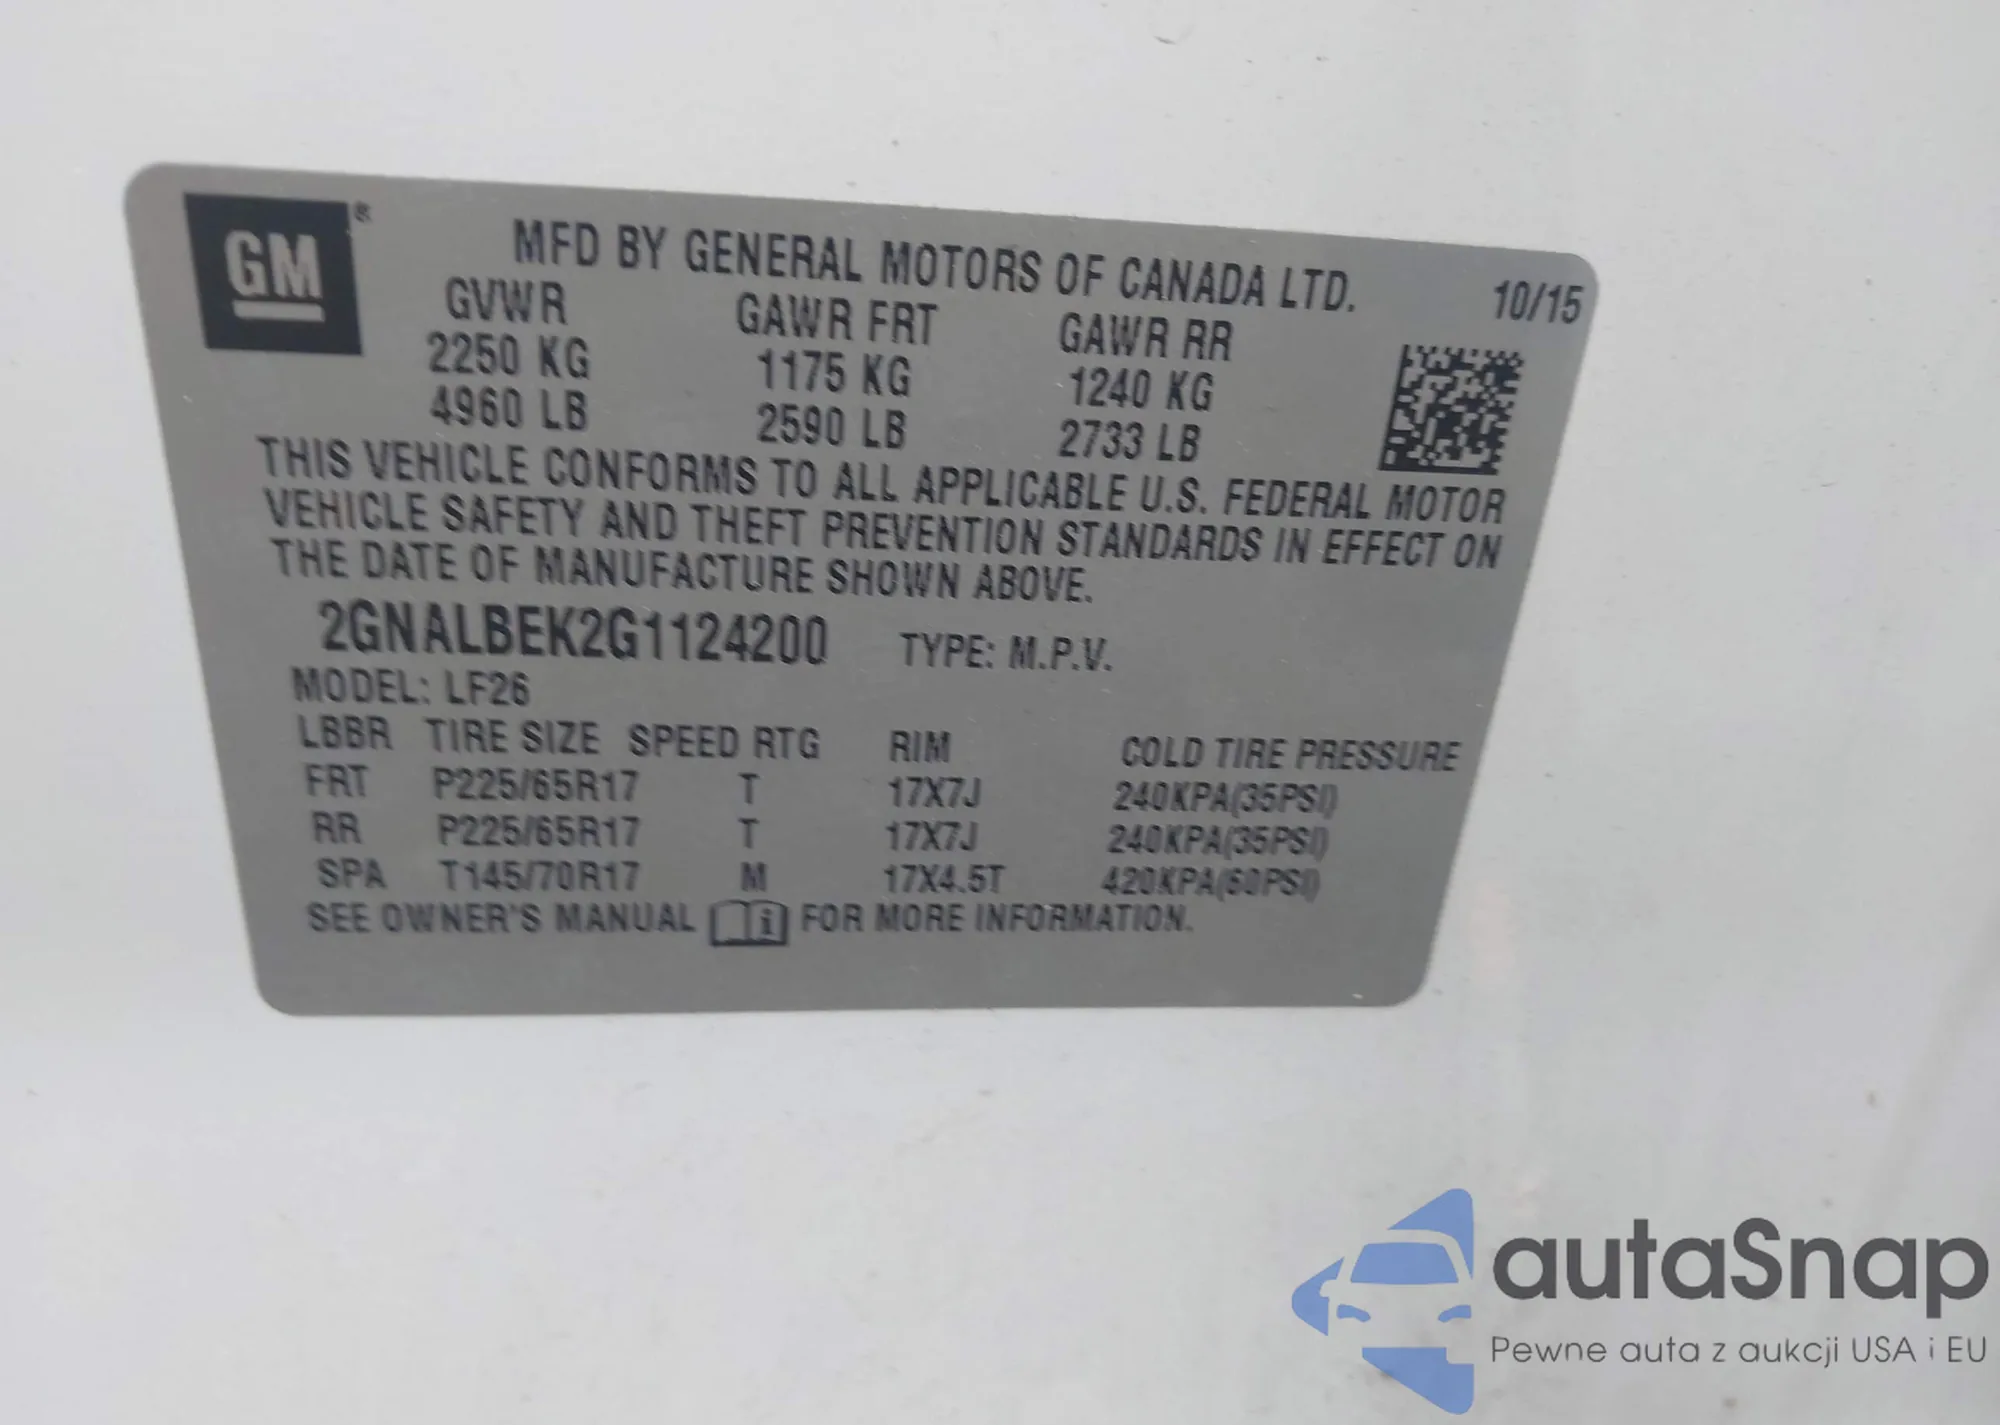 GM®
MFD BY GENERAL MOTORS OF CANADA LTD. 10/15
GVWR GAWR FRT GAWR RR
2250 KG 1175 KG 1240 KG
4960 LB 2590 LB 2733 LB
THIS VEHICLE CONFORMS TO ALL APPLICABLE U.S. FEDERAL MOTOR
VEHICLE SAFETY AND THEFT PREVENTION STANDARDS IN EFFECT ON
THE DATE OF MANUFACTURE SHOWN ABOVE.
2GNALBEK2G1124200 TYPE: M.P.V.
MODEL: LF26
LBBR TIRE SIZE SPEED RTG RIM COLD TIRE PRESSURE
FRT P225/65R17 T 17X7J 240KPA(35PSI)
RR P225/65R17 T 17X7J 240KPA(35PSI)
SPA T145/70R17 M 17X4.5T 420KPA(60PSI)
SEE OWNER'S MANUAL i FOR MORE INFORMATION.
autaSnap
Pewne auta z aukcji USA i EU